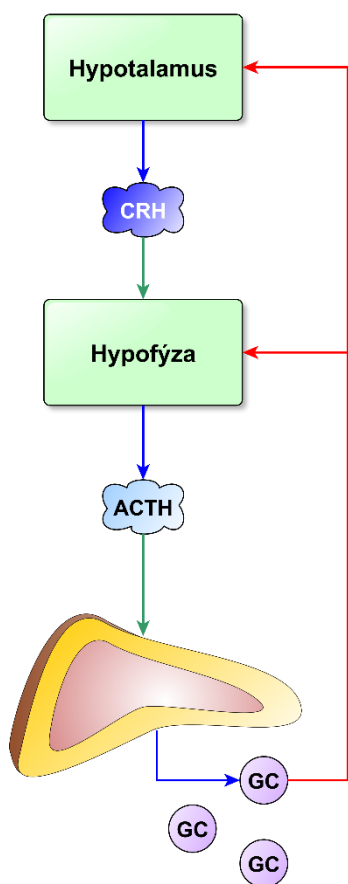 Hypotalamus
CRH
Hypofýza
ACTH
GC
GC
GC